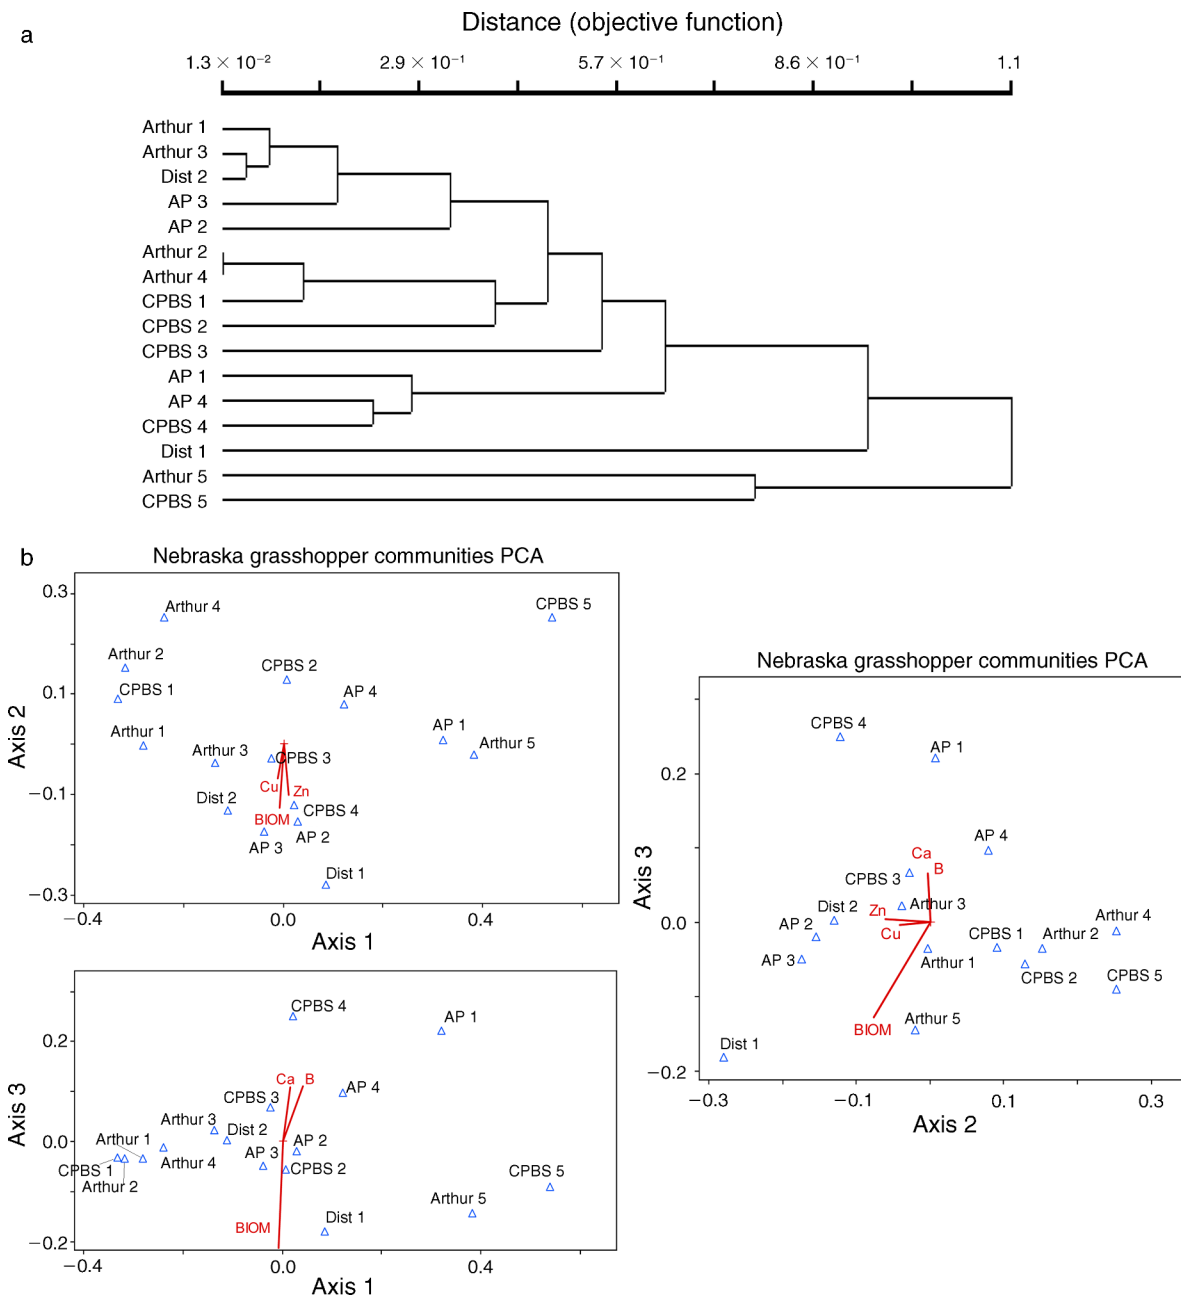 a
Distance (objective function)
1.3 × 10⁻² 2.9 × 10⁻¹ 5.7 × 10⁻¹ 8.6 × 10⁻¹ 1.1
Arthur 1
Arthur 3
Dist 2
AP 3
AP 2
Arthur 2
Arthur 4
CPBS 1
CPBS 2
CPBS 3
AP 1
AP 4
CPBS 4
Dist 1
Arthur 5
CPBS 5
b
Nebraska grasshopper communities PCA
Axis 2
0.3
0.1
−0.1
−0.3
Arthur 4
CPBS 5
Arthur 2
CPBS 2
CPBS 1
AP 4
Arthur 1
AP 1
Arthur 3
CPBS 3
Arthur 5
Cu
Zn
Dist 2
CPBS 4
BIOM
AP 2
AP 3
Dist 1
−0.4 0.0 0.4
Axis 1
Axis 3
0.2
0.0
−0.2
CPBS 4
AP 1
Ca B
AP 4
CPBS 3
Arthur 3
Dist 2
Arthur 1
AP 2
AP 3
CPBS 1
Arthur 4
CPBS 2
Arthur 2
CPBS 5
Arthur 5
Dist 1
BIOM
−0.4 0.0 0.4
Axis 1
Nebraska grasshopper communities PCA
Axis 3
0.2
0.0
−0.2
CPBS 4
AP 1
AP 4
Ca
B
CPBS 3
Arthur 3
Zn
Dist 2
Arthur 4
AP 2
Cu
CPBS 1
Arthur 2
AP 3
Arthur 1
CPBS 2
CPBS 5
Arthur 5
BIOM
Dist 1
−0.3 −0.1 0.1 0.3
Axis 2